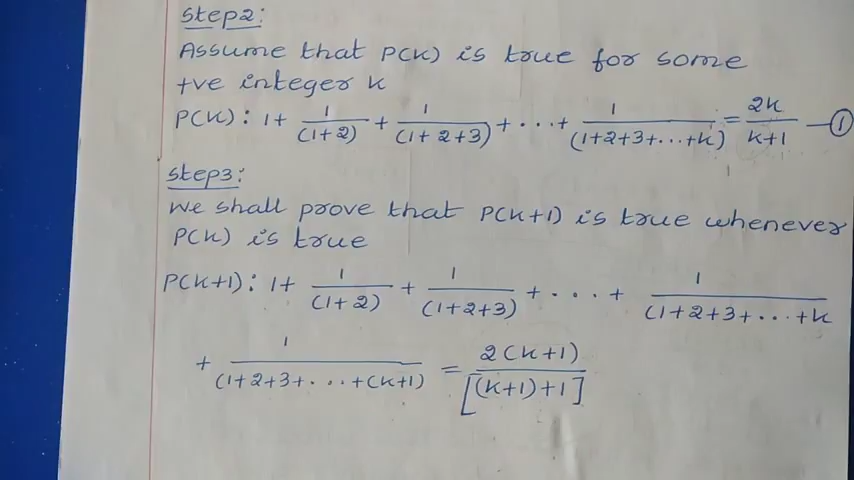 Step2:
Assume that P(K) is true for some
+ve integer K
P(K) : 1 + 1/(1+2) + 1/(1+2+3) + ... + 1/(1+2+3+...+k) = 2K/K+1 —①
Step3:
We shall prove that P(K+1) is true whenever
P(K) is true
P(K+1) : 1 + 1/(1+2) + 1/(1+2+3) + . . . + 1/(1+2+3+...+k
+ 1/(1+2+3+...+(K+1) = 2(K+1)/[(K+1)+1]